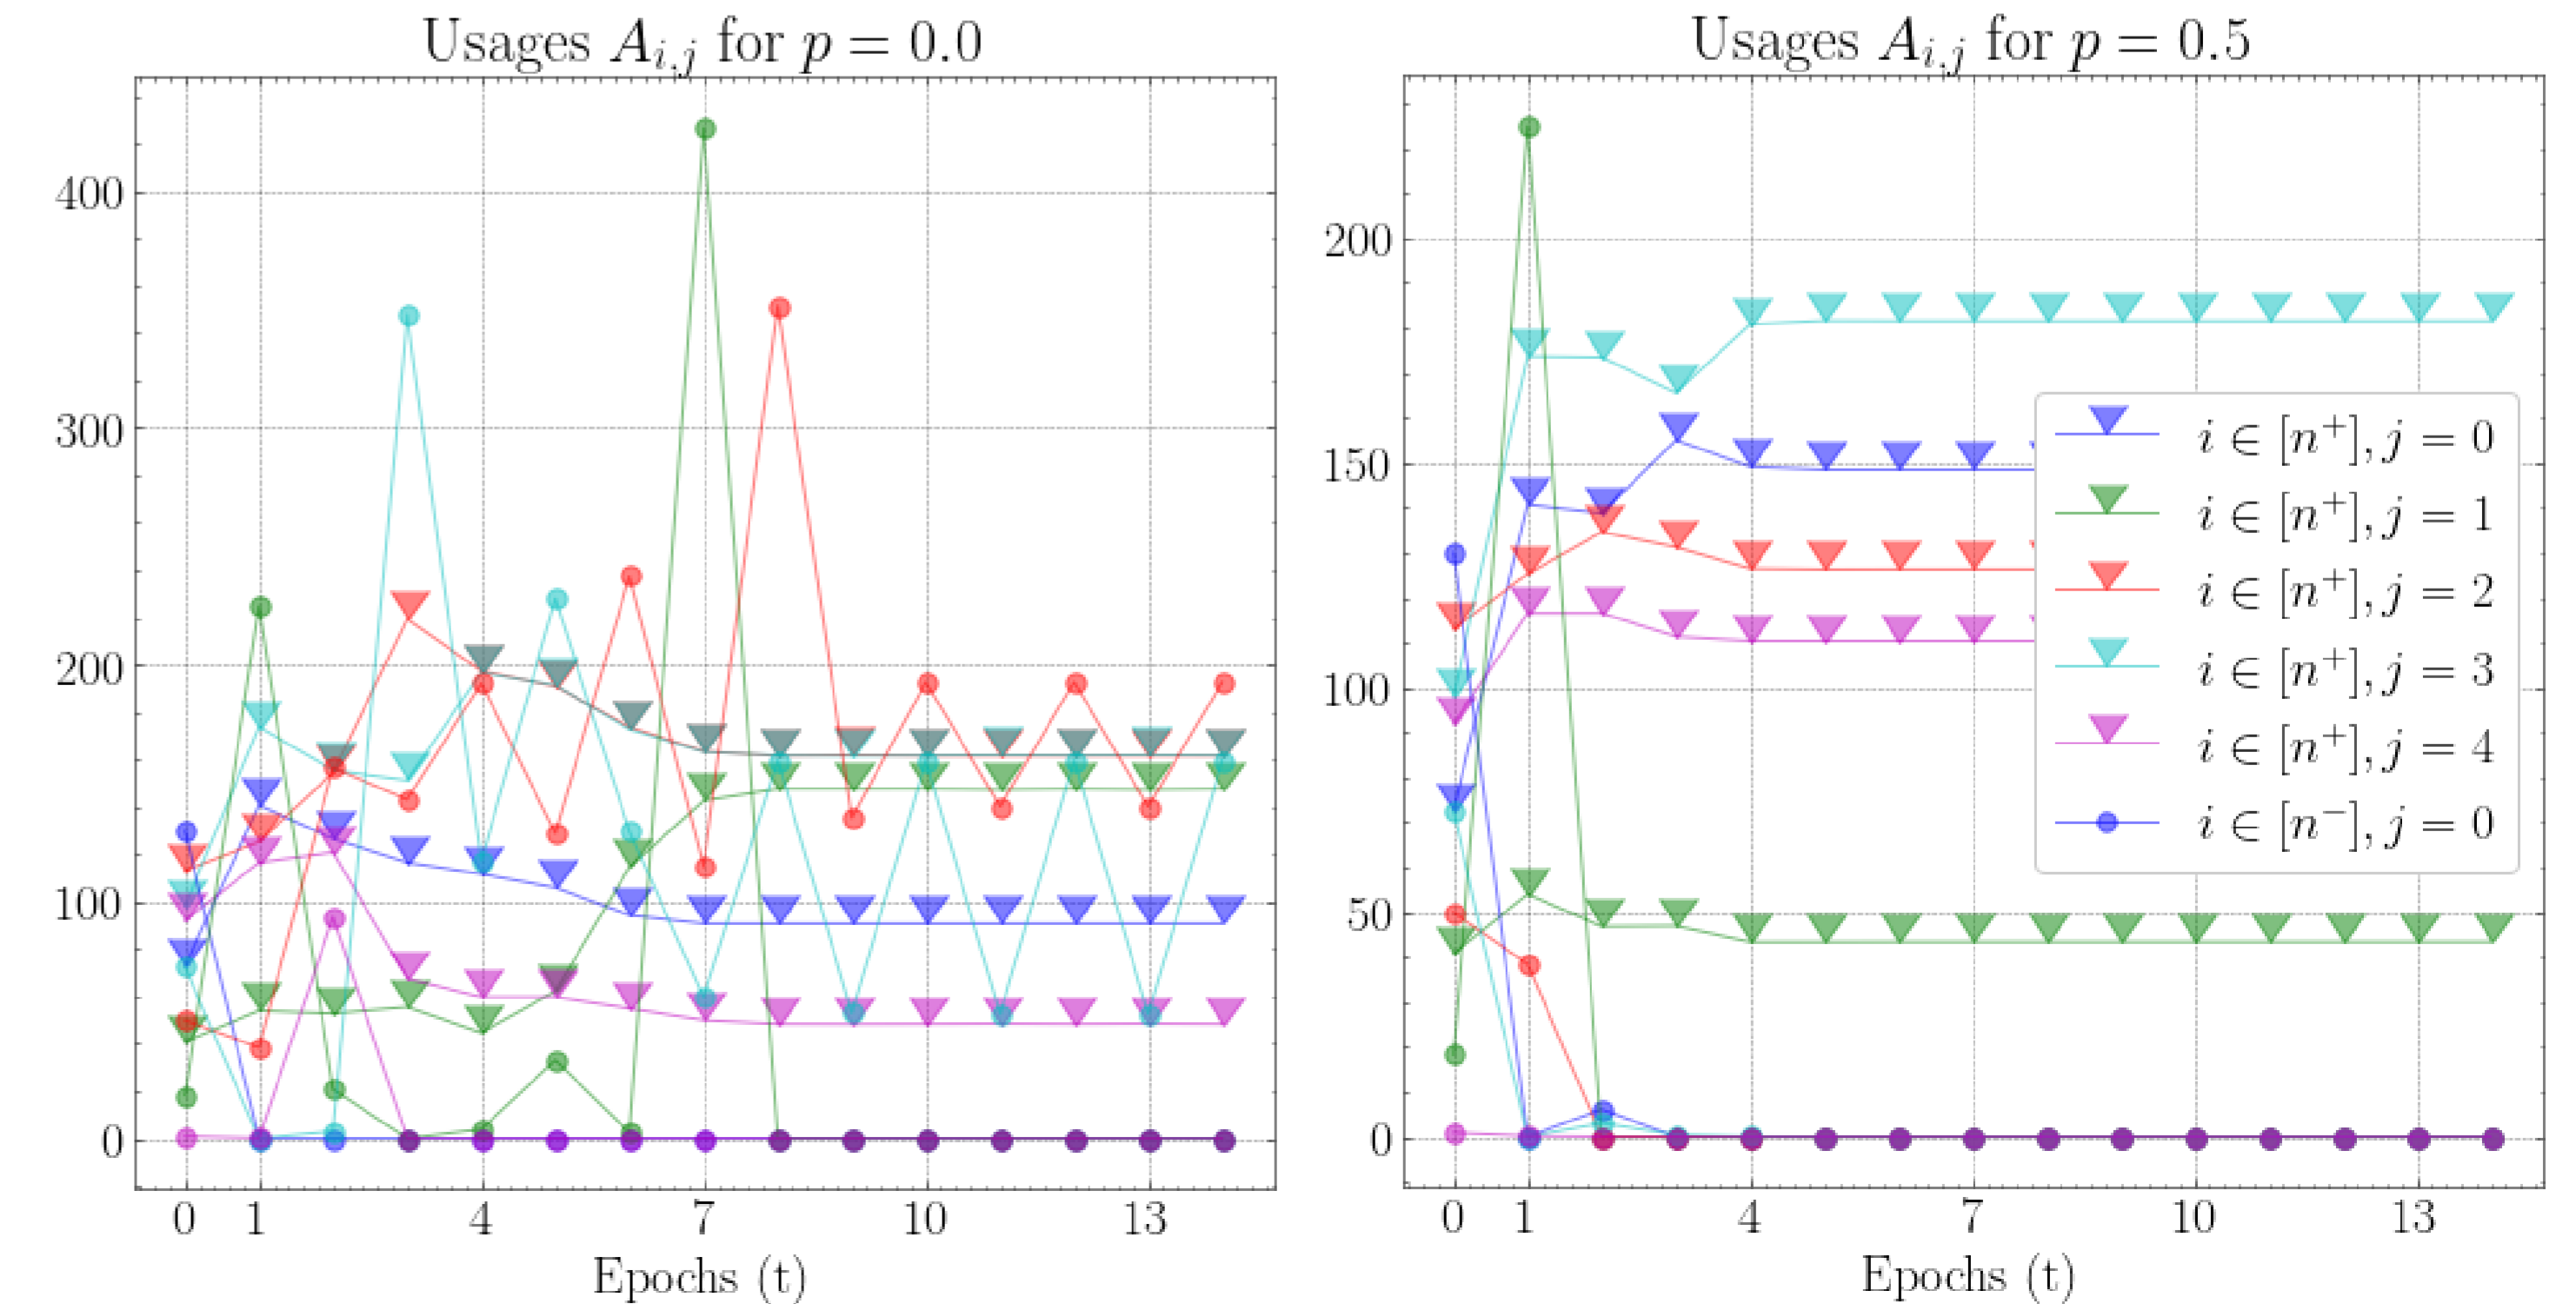 Usages A_{i,j} for p = 0.0
400
300
200
100
0
0 1 4 7 10 13
Epochs (t)
Usages A_{i,j} for p = 0.5
200
150
100
50
0
0 1 4 7 10 13
Epochs (t)
i ∈ [n⁺], j = 0
i ∈ [n⁺], j = 1
i ∈ [n⁺], j = 2
i ∈ [n⁺], j = 3
i ∈ [n⁺], j = 4
i ∈ [n⁻], j = 0